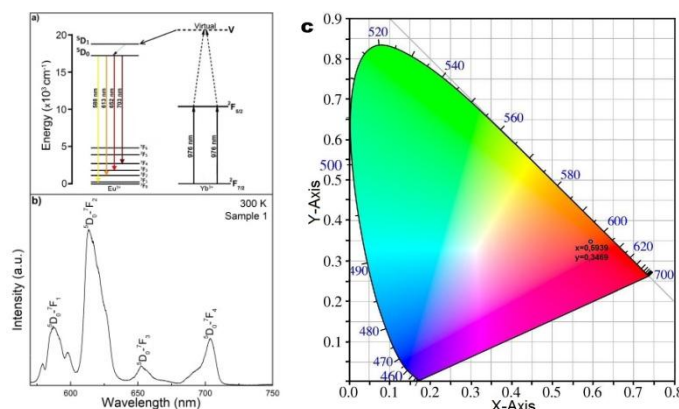 a)
Virtual
V
⁵D₁
⁵D₀
20
15
10
5
0
Energy (x10³ cm⁻¹)
588 nm
613 nm
652 nm
703 nm
976 nm
976 nm
²F₅/₂
²F₇/₂
Eu³⁺
Yb³⁺
b)
300 K
Sample 1
⁵D₀-⁷F₁
⁵D₀-⁷F₂
⁵D₀-⁷F₃
⁵D₀-⁷F₄
Intensity (a.u.)
600 650 700 750
Wavelength (nm)
c
0.9
0.8
0.7
0.6
0.5
0.4
0.3
0.2
0.1
0.0
Y-Axis
520
540
560
580
600
620
700
500
490
480
470
460
x=0,5939
y=0,3469
0.0 0.1 0.2 0.3 0.4 0.5 0.6 0.7 0.8
X-Axis